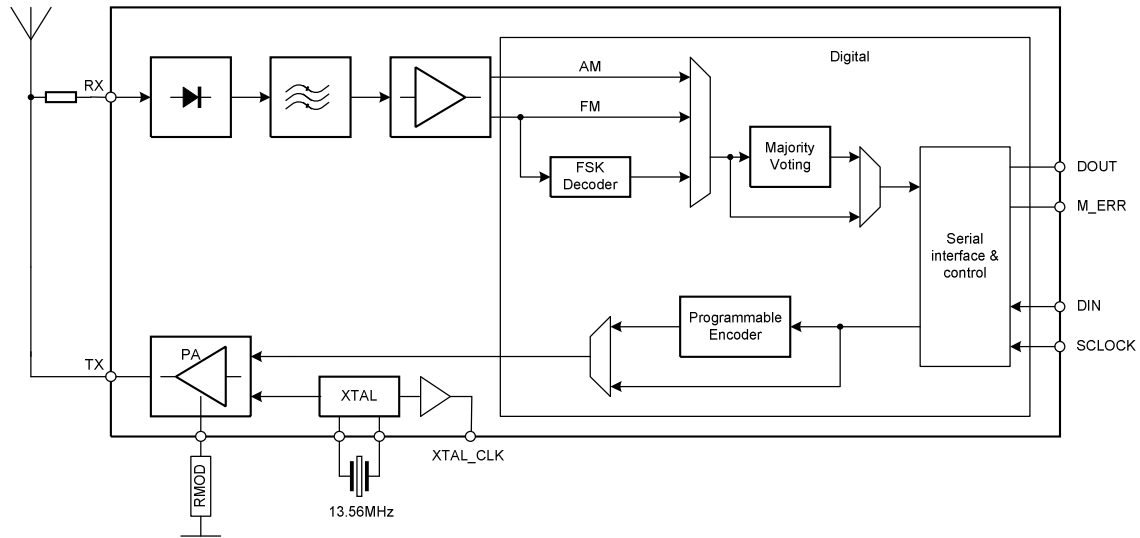 Digital
AM
RX
FM
Majority
Voting
FSK
Decoder
DOUT
M_ERR
Serial
interface &
control
DIN
Programmable
Encoder
SCLOCK
PA
TX
XTAL
XTAL_CLK
RMOD
13.56MHz